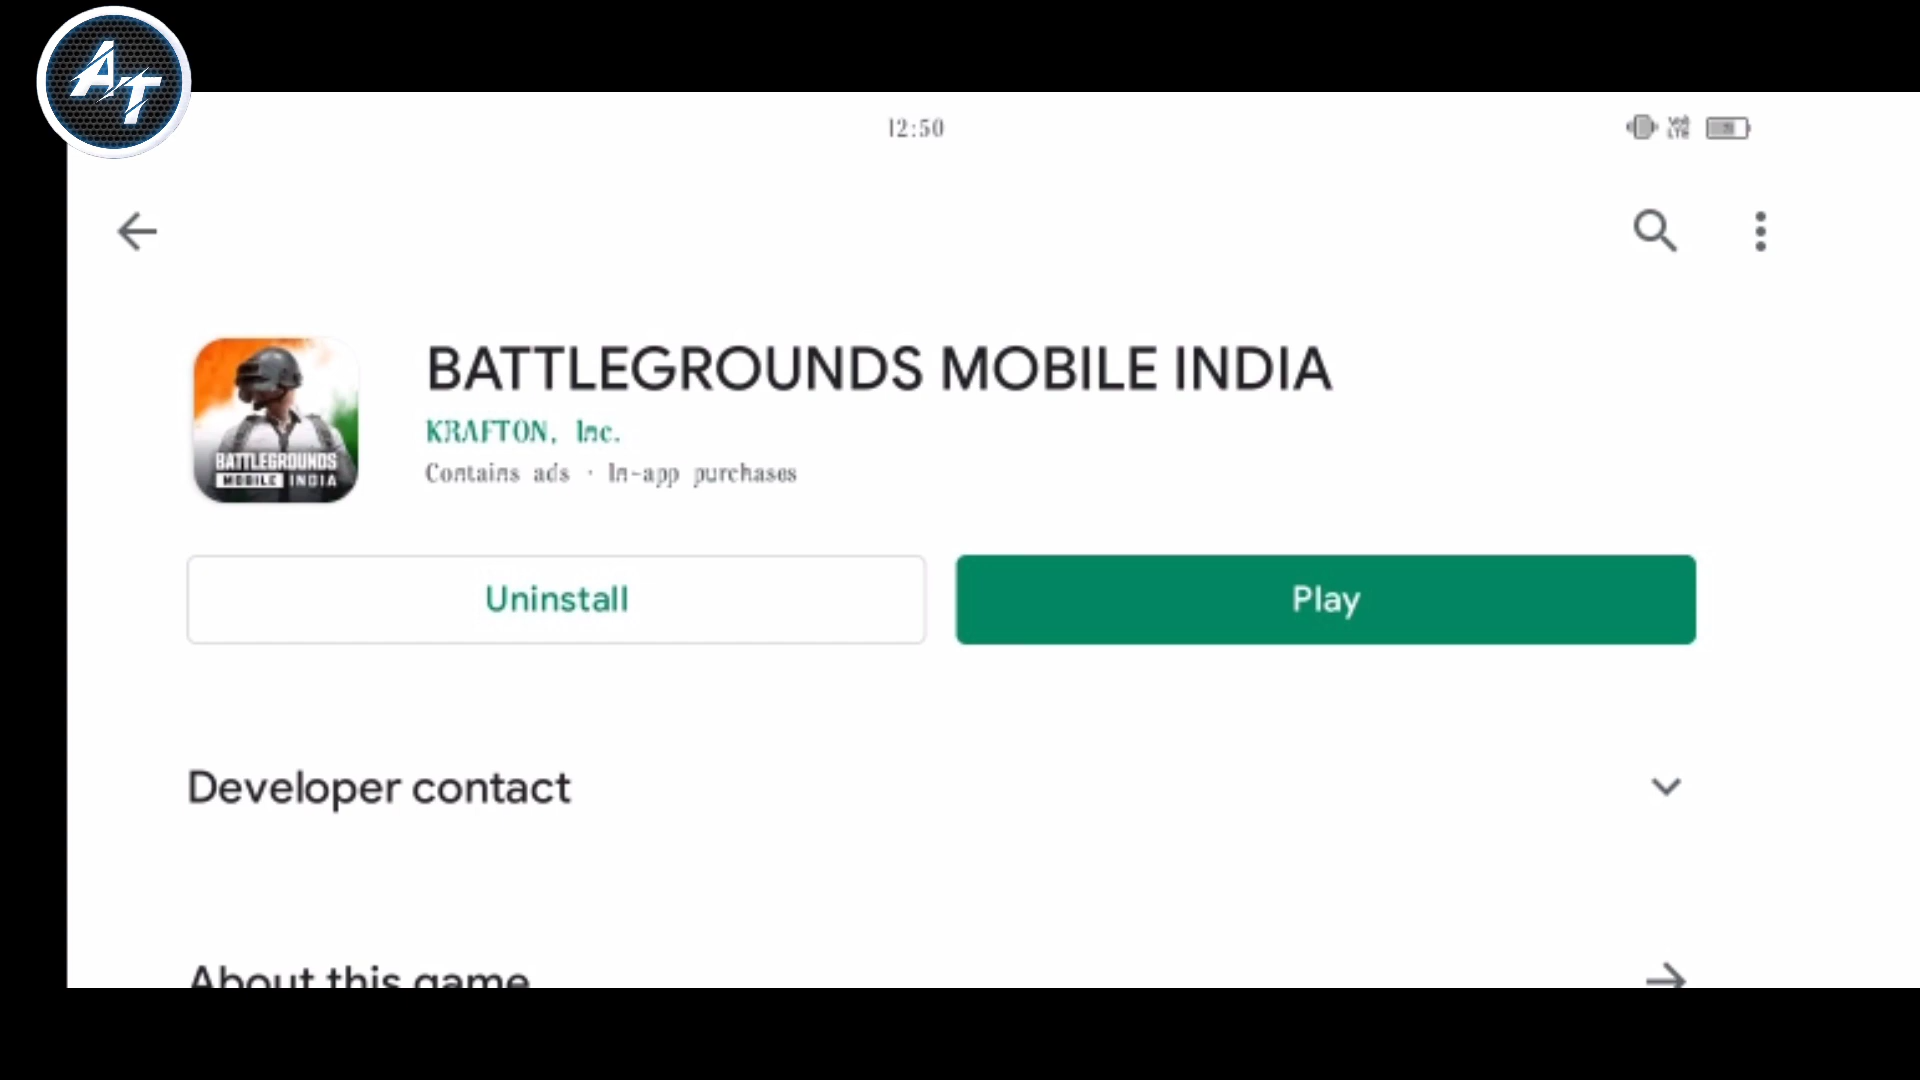 AT
12:50
BATTLEGROUNDS MOBILE INDIA
KRAFTON, Inc.
Contains ads · In-app purchases
BATTLEGROUNDS
MOBILE INDIA
Uninstall
Play
Developer contact
About this game